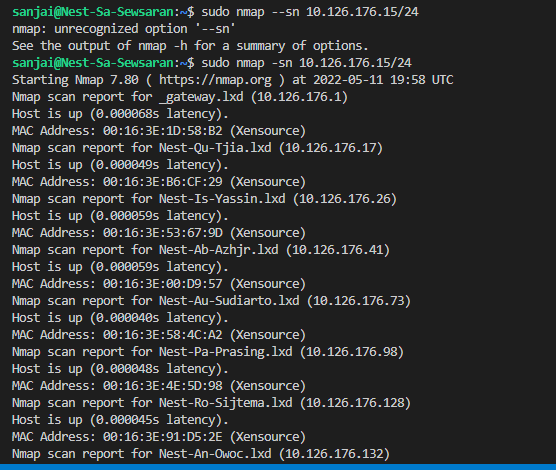 sanjai@Nest-Sa-Sewsaran:~$ sudo nmap --sn 10.126.176.15/24
nmap: unrecognized option '--sn'
See the output of nmap -h for a summary of options.
sanjai@Nest-Sa-Sewsaran:~$ sudo nmap -sn 10.126.176.15/24
Starting Nmap 7.80 ( https://nmap.org ) at 2022-05-11 19:58 UTC
Nmap scan report for _gateway.lxd (10.126.176.1)
Host is up (0.000068s latency).
MAC Address: 00:16:3E:1D:58:B2 (Xensource)
Nmap scan report for Nest-Qu-Tjia.lxd (10.126.176.17)
Host is up (0.000049s latency).
MAC Address: 00:16:3E:B6:CF:29 (Xensource)
Nmap scan report for Nest-Is-Yassin.lxd (10.126.176.26)
Host is up (0.000059s latency).
MAC Address: 00:16:3E:53:67:9D (Xensource)
Nmap scan report for Nest-Ab-Azhjr.lxd (10.126.176.41)
Host is up (0.000059s latency).
MAC Address: 00:16:3E:00:D9:57 (Xensource)
Nmap scan report for Nest-Au-Sudiarto.lxd (10.126.176.73)
Host is up (0.000040s latency).
MAC Address: 00:16:3E:58:4C:A2 (Xensource)
Nmap scan report for Nest-Pa-Prasing.lxd (10.126.176.98)
Host is up (0.000048s latency).
MAC Address: 00:16:3E:4E:5D:98 (Xensource)
Nmap scan report for Nest-Ro-Sijtema.lxd (10.126.176.128)
Host is up (0.000045s latency).
MAC Address: 00:16:3E:91:D5:2E (Xensource)
Nmap scan report for Nest-An-Owoc.lxd (10.126.176.132)